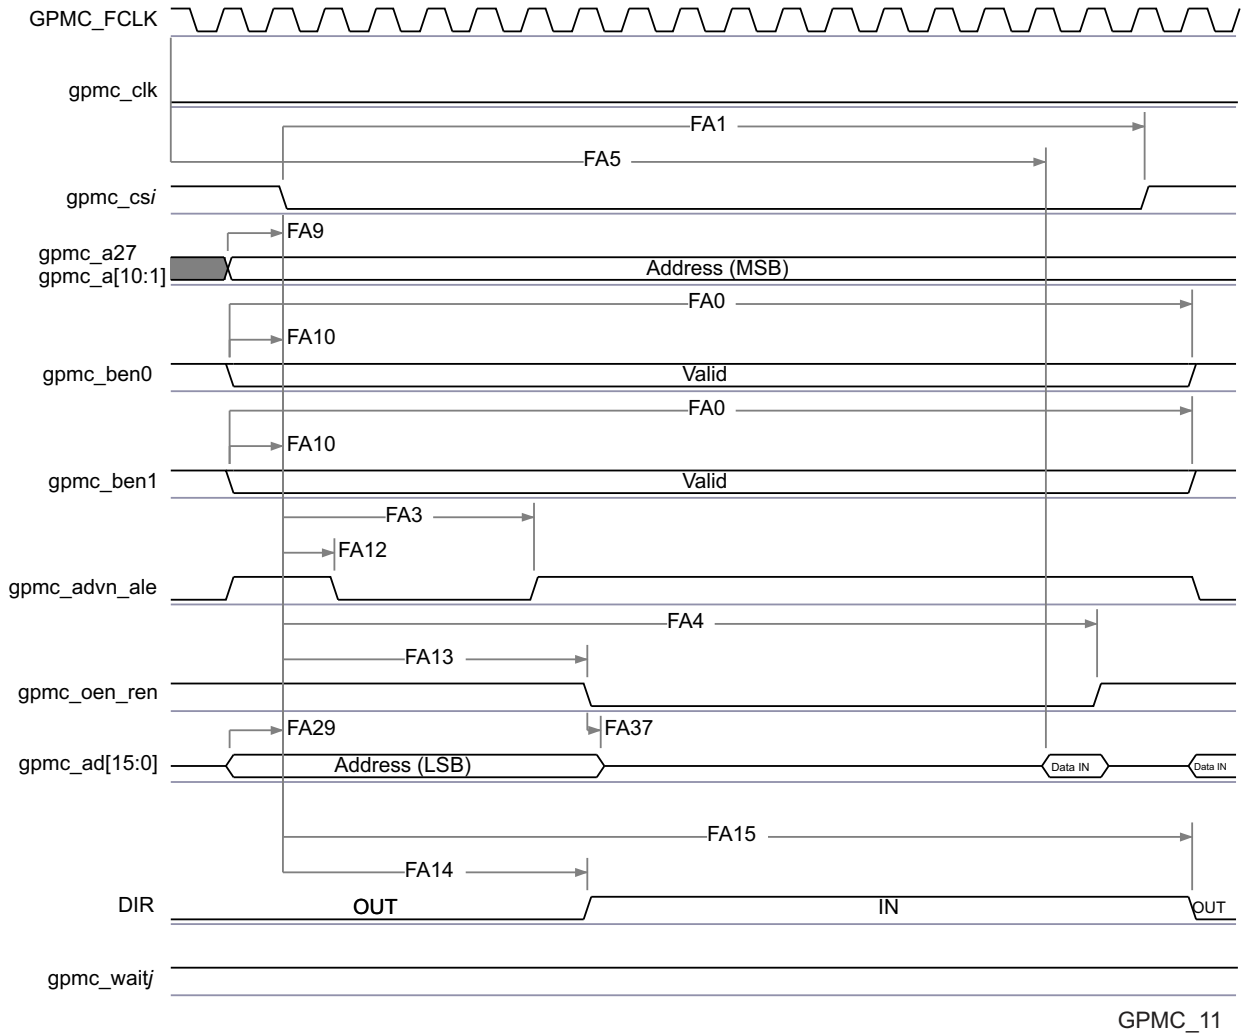 GPMC_FCLK
gpmc_clk
FA1
FA5
gpmc_csi
FA9
gpmc_a27
gpmc_a[10:1]
Address (MSB)
FA0
FA10
gpmc_ben0
Valid
FA0
FA10
gpmc_ben1
Valid
FA3
FA12
gpmc_advn_ale
FA4
FA13
gpmc_oen_ren
FA29
FA37
gpmc_ad[15:0]
Address (LSB)
Data IN
Data IN
FA15
FA14
DIR
OUT
IN
OUT
gpmc_waitj
GPMC_11